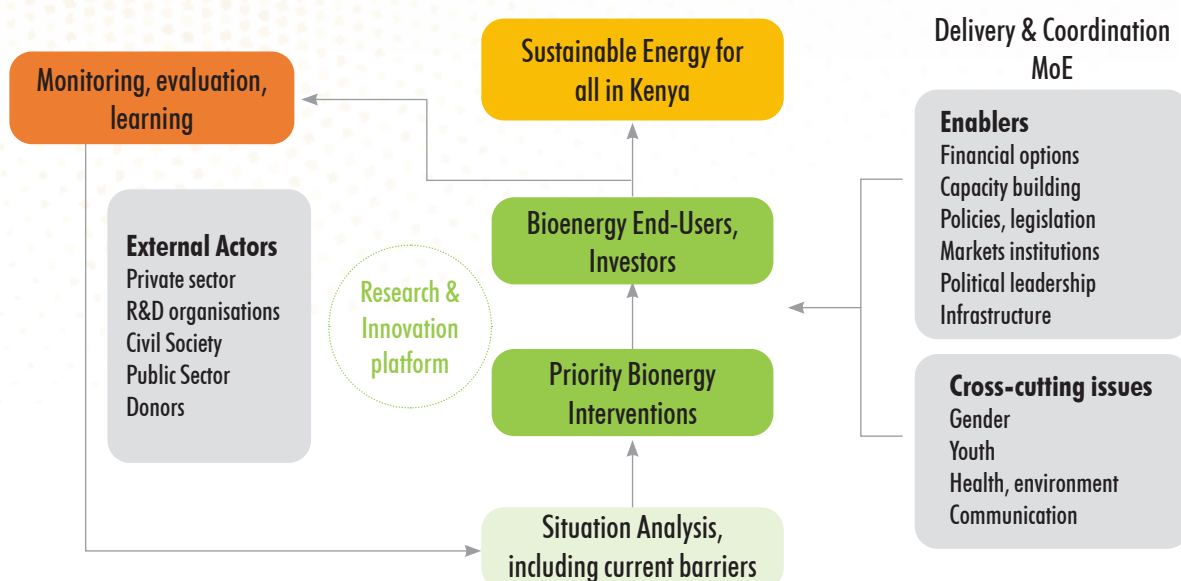 Monitoring, evaluation,
learning
Sustainable Energy for
all in Kenya
Delivery & Coordination
MoE
Enablers
Financial options
Capacity building
Policies, legislation
Markets institutions
Political leadership
Infrastructure
External Actors
Private sector
R&D organisations
Civil Society
Public Sector
Donors
Research &
Innovation
platform
Bioenergy End-Users,
Investors
Priority Bionergy
Interventions
Cross-cutting issues
Gender
Youth
Health, environment
Communication
Situation Analysis,
including current barriers